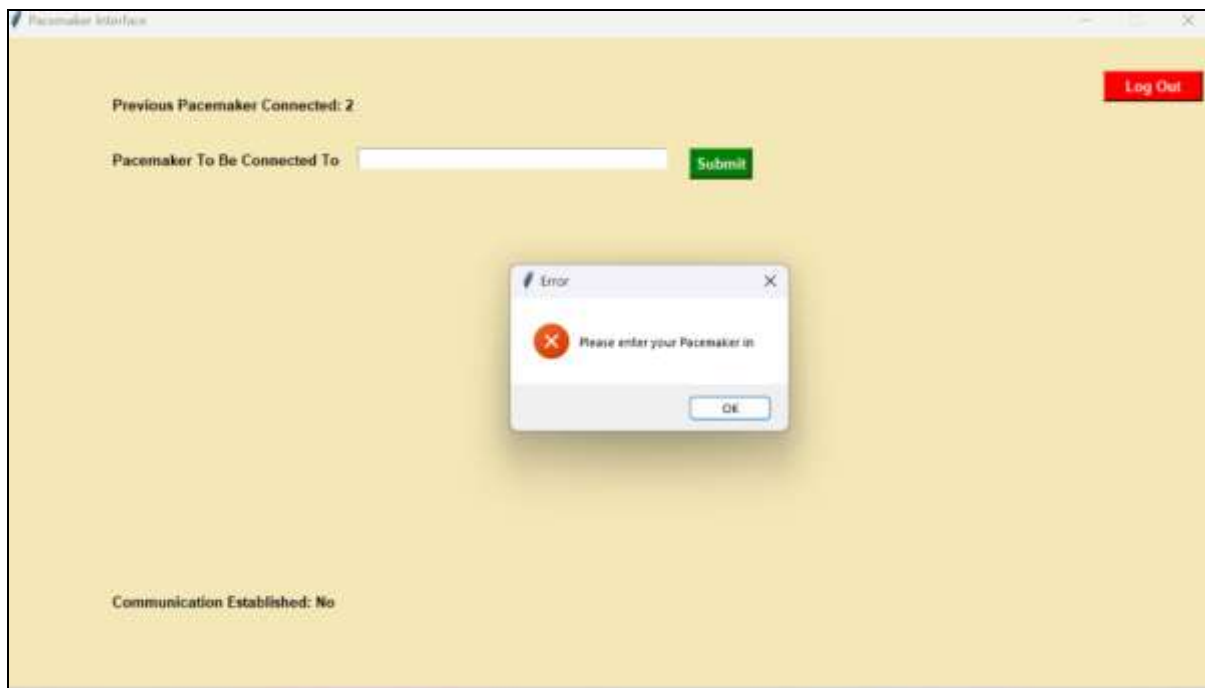 Pacemaker Interface
Log Out
Previous Pacemaker Connected: 2
Pacemaker To Be Connected To
Submit
Error
Please enter your Pacemaker in
OK
Communication Established: No